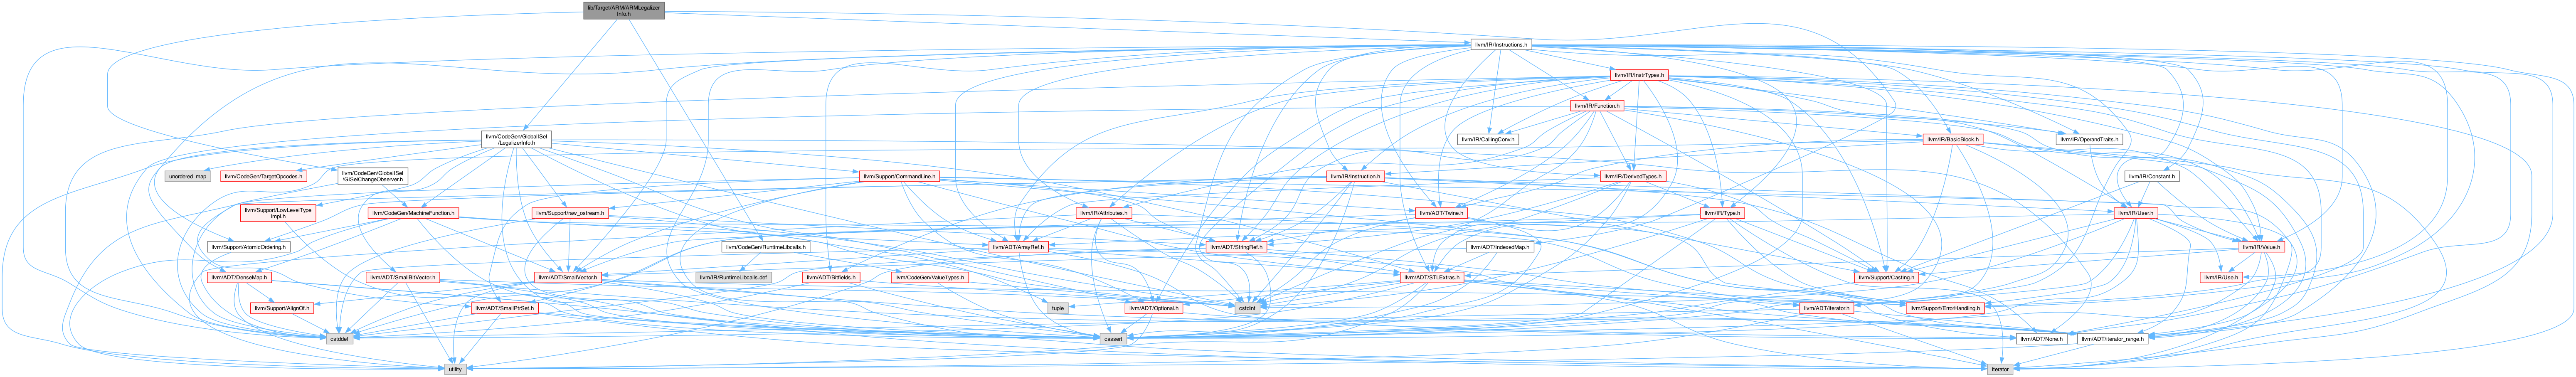 lib/Target/ARM/ARMLegalizer
Info.h
llvm/IR/Instructions.h
llvm/IR/InstrTypes.h
llvm/IR/Function.h
llvm/CodeGen/GlobalISel
/LegalizerInfo.h
llvm/IR/CallingConv.h
llvm/IR/BasicBlock.h
llvm/IR/OperandTraits.h
unordered_map
llvm/CodeGen/TargetOpcodes.h
llvm/CodeGen/GlobalISel
/GISelChangeObserver.h
llvm/Support/CommandLine.h
llvm/IR/Instruction.h
llvm/IR/DerivedTypes.h
llvm/IR/Constant.h
llvm/Support/LowLevelType
Impl.h
llvm/CodeGen/MachineFunction.h
llvm/Support/raw_ostream.h
llvm/IR/Attributes.h
llvm/ADT/Twine.h
llvm/IR/Type.h
llvm/IR/User.h
llvm/Support/AtomicOrdering.h
llvm/CodeGen/RuntimeLibcalls.h
llvm/ADT/ArrayRef.h
llvm/ADT/StringRef.h
llvm/ADT/IndexedMap.h
llvm/IR/Value.h
llvm/ADT/DenseMap.h
llvm/ADT/SmallBitVector.h
llvm/ADT/SmallVector.h
llvm/IR/RuntimeLibcalls.def
llvm/ADT/Bitfields.h
llvm/CodeGen/ValueTypes.h
llvm/ADT/STLExtras.h
llvm/Support/Casting.h
llvm/IR/Use.h
llvm/Support/AlignOf.h
llvm/ADT/SmallPtrSet.h
cstdint
tuple
llvm/ADT/Optional.h
llvm/ADT/iterator.h
llvm/Support/ErrorHandling.h
cstddef
cassert
llvm/ADT/None.h
llvm/ADT/iterator_range.h
utility
iterator